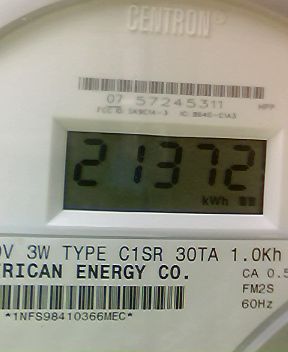 CENTRON
07 57245311
21372
kWh
V 3W TYPE C1SR 30TA 1.0Kh
ERICAN ENERGY CO.
CA 0.5
FM2S
60Hz
*1NFS98410366MEC*